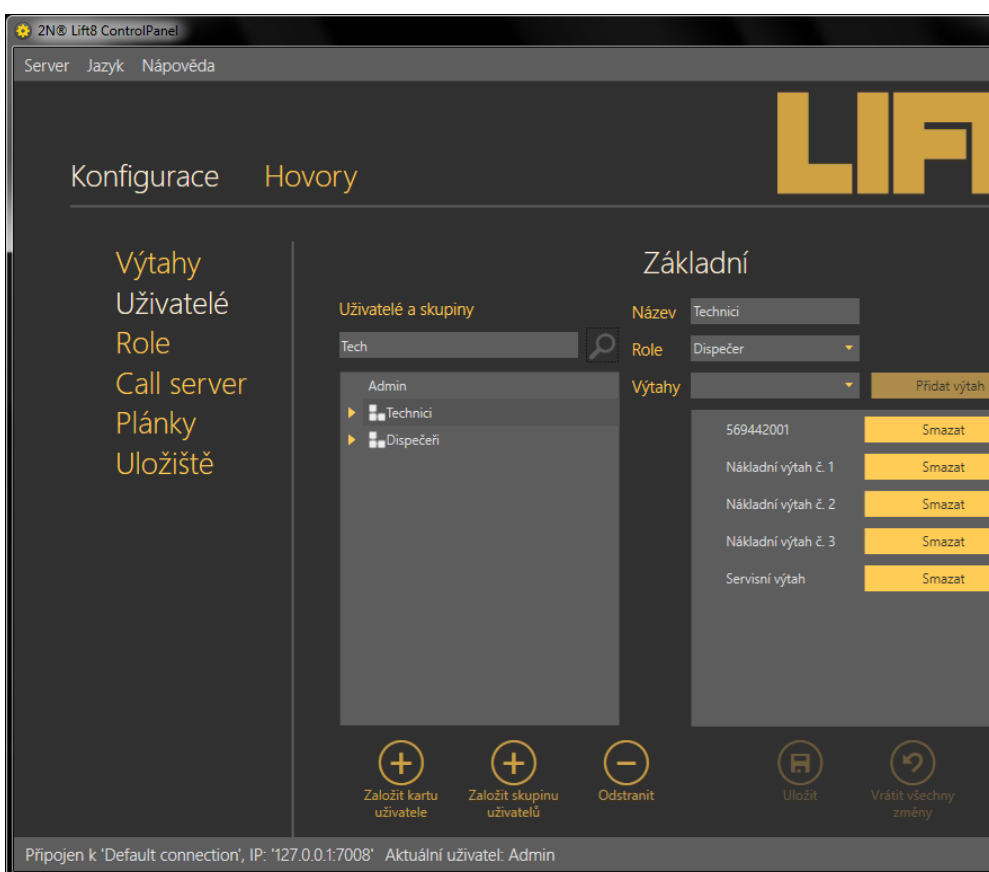 2N® Lift8 ControlPanel
Server Jazyk Nápověda
LIFT
Konfigurace Hovory
Výtahy
Uživatelé
Role
Call server
Plánky
Uložiště
Základní
Uživatelé a skupiny
Tech
Admin
Technici
Dispečeři
Název Technici
Role Dispečer
Výtahy Přidat výtah
569442001 Smazat
Nákladní výtah č. 1 Smazat
Nákladní výtah č. 2 Smazat
Nákladní výtah č. 3 Smazat
Servisní výtah Smazat
Založit kartu
uživatele
Založit skupinu
uživatelů
Odstranit
Uložit
Vrátit všechny
změny
Připojen k 'Default connection', IP: '127.0.0.1:7008' Aktuální uživatel: Admin